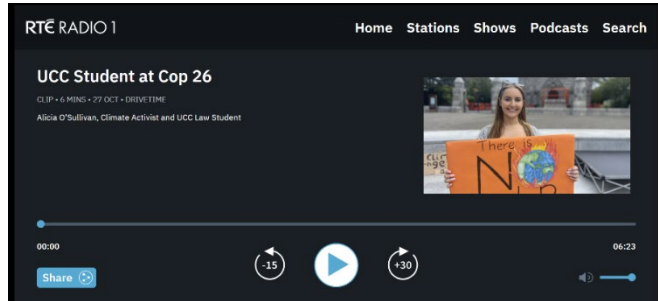 RTÉ RADIO 1
Home Stations Shows Podcasts Search
UCC Student at Cop 26
CLIP • 6 MINS • 27 OCT • DRIVETIME
Alicia O'Sullivan, Climate Activist and UCC Law Student
There is
N
00:00
06:23
-15
+30
Share